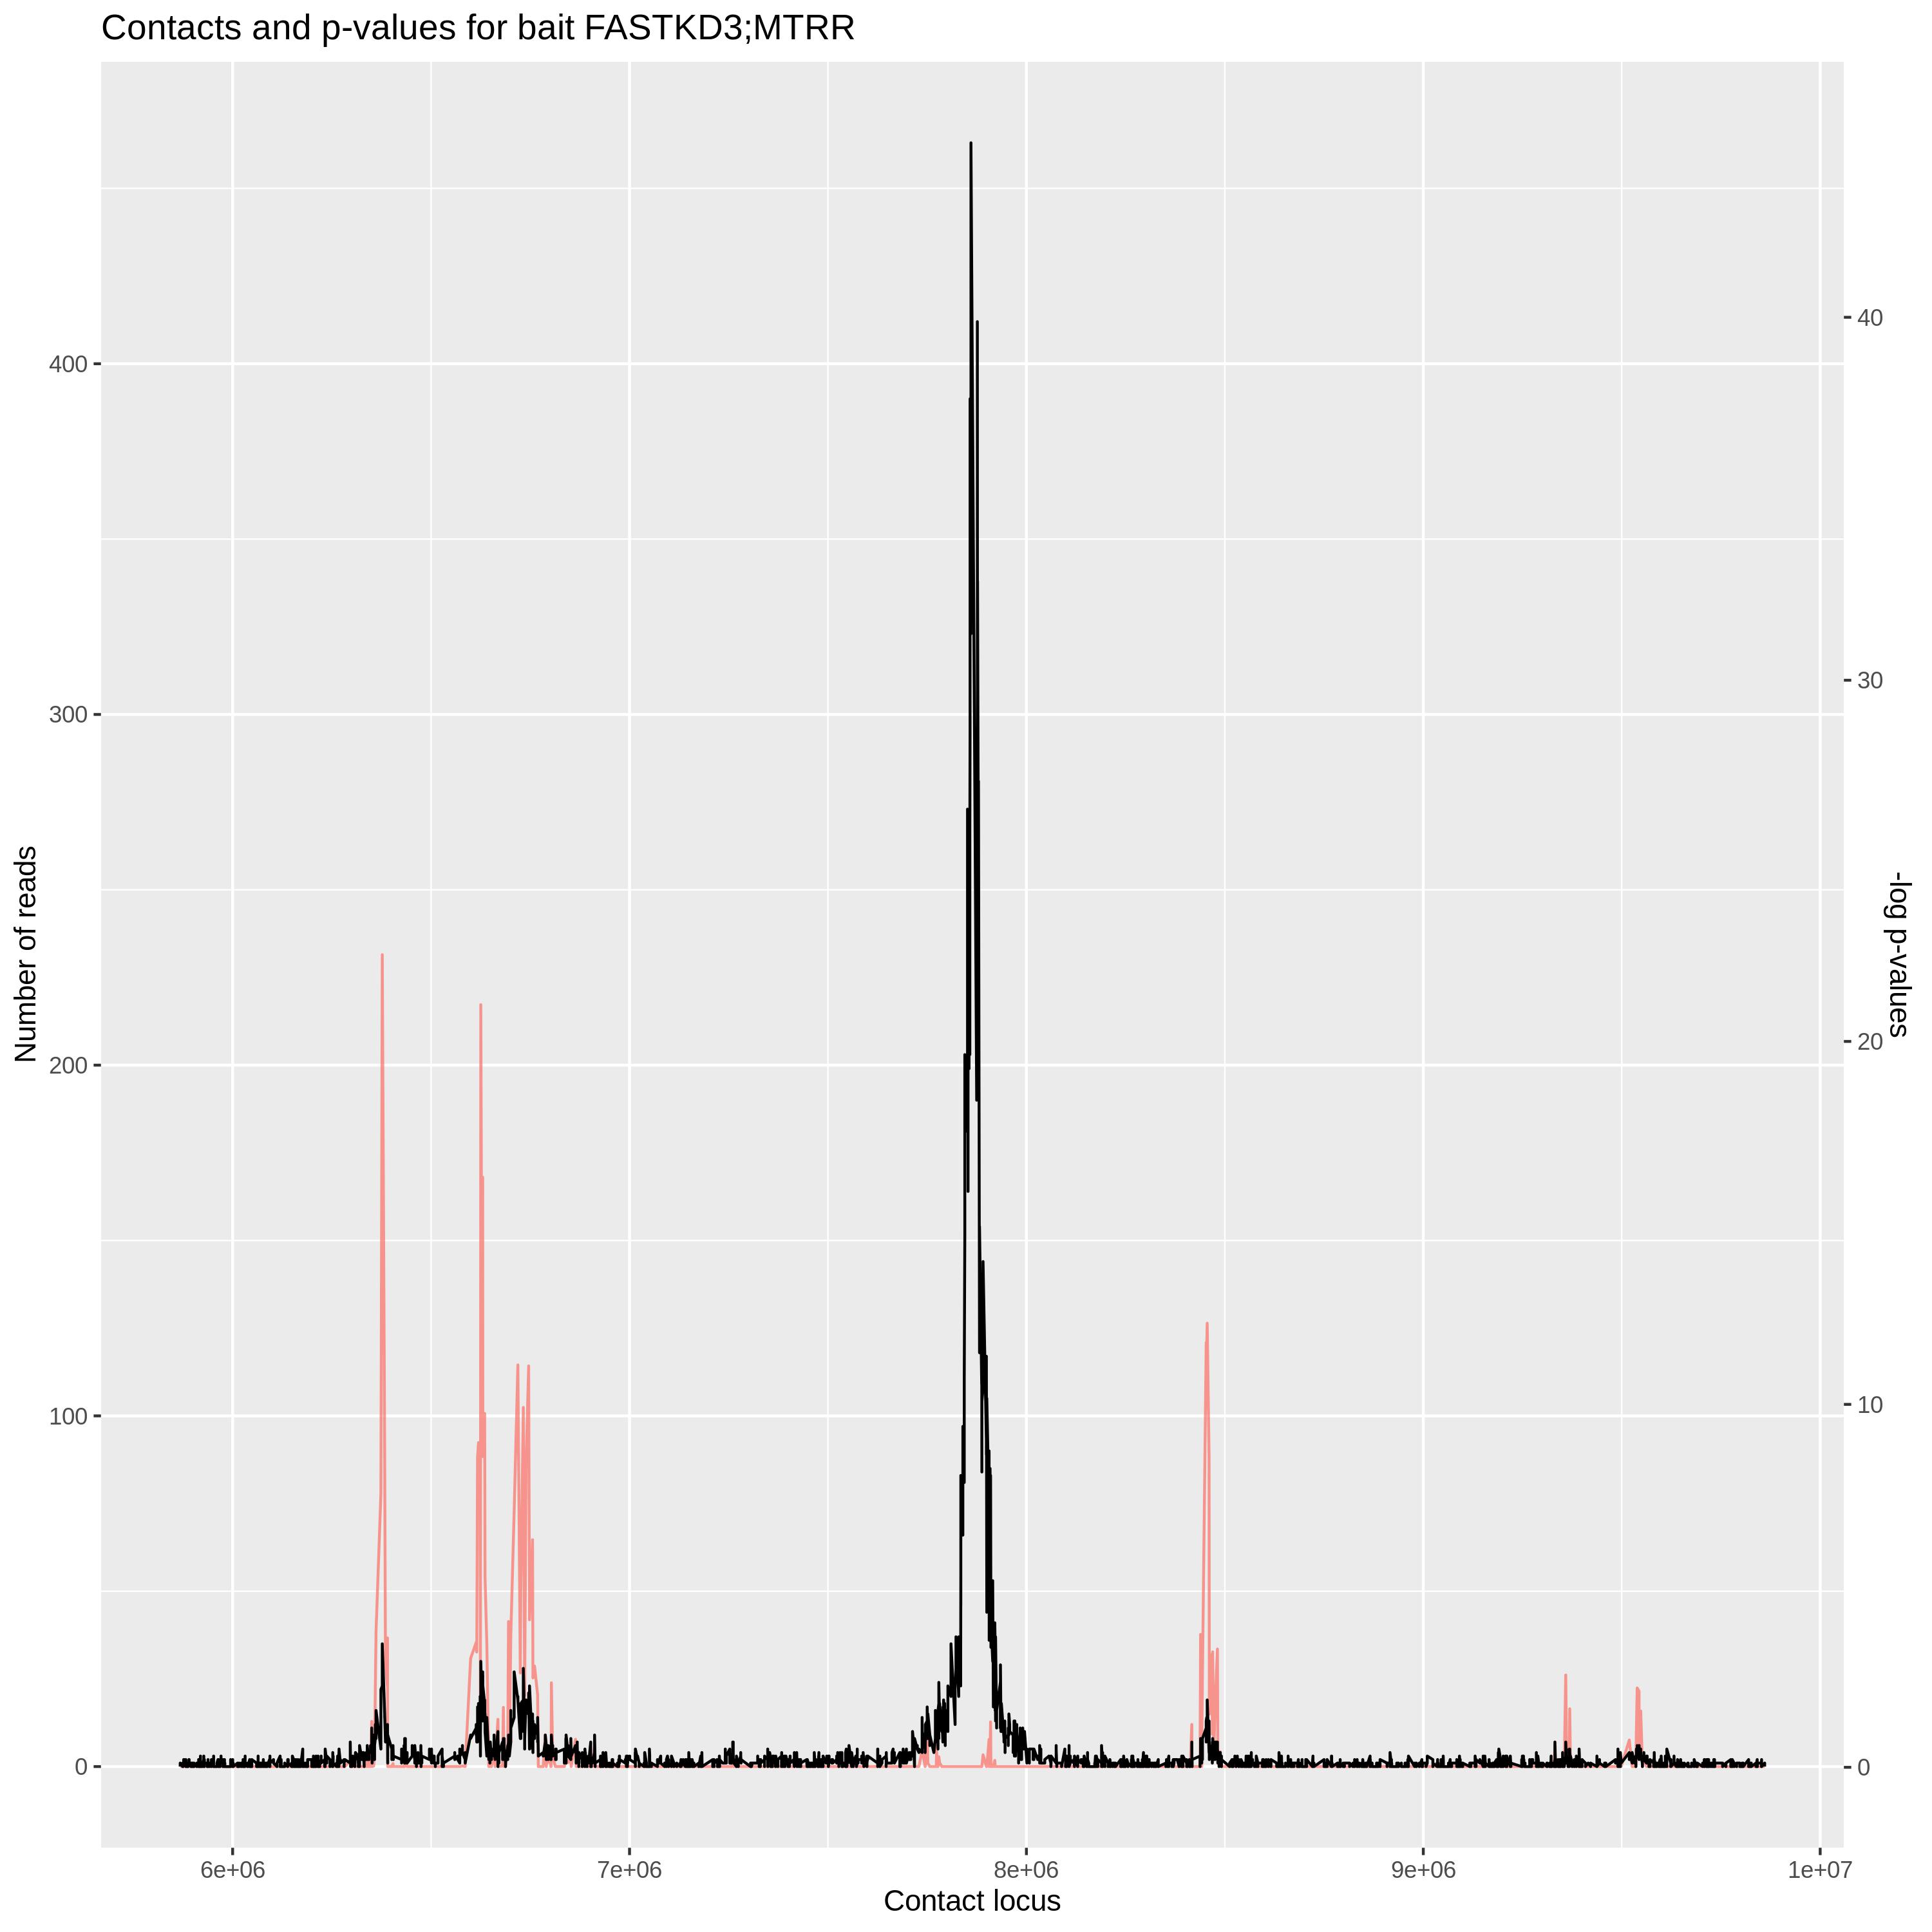 Contacts and p-values for bait FASTKD3;MTRR
Number of reads
400
300
200
100
0
40
30
20
10
0
-log p-values
6e+06 7e+06 8e+06 9e+06 1e+07
Contact locus